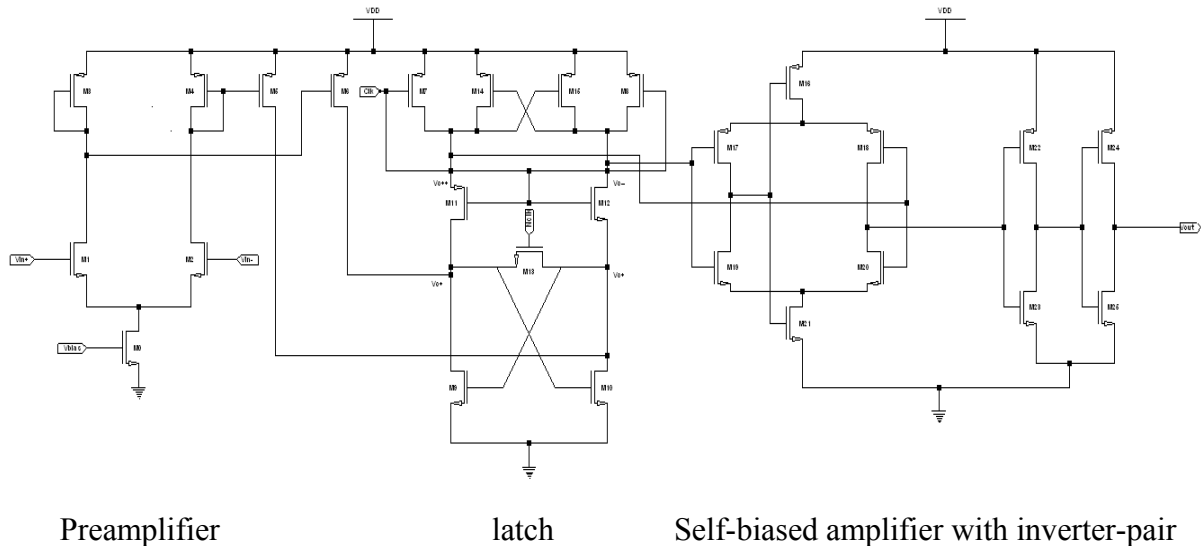 VDD
VDD
M3
M4
M5
M6
Clk
M7
M14
M15
M8
M16
M17
M18
M22
M24
Vo++
Vo--
M11
M12
M13
Vo+
Vo+
Vin+
M1
M2
Vin-
M19
M20
M21
M23
M25
Vout
Vbias
M0
M9
M10
Preamplifier latch Self-biased amplifier with inverter-pair